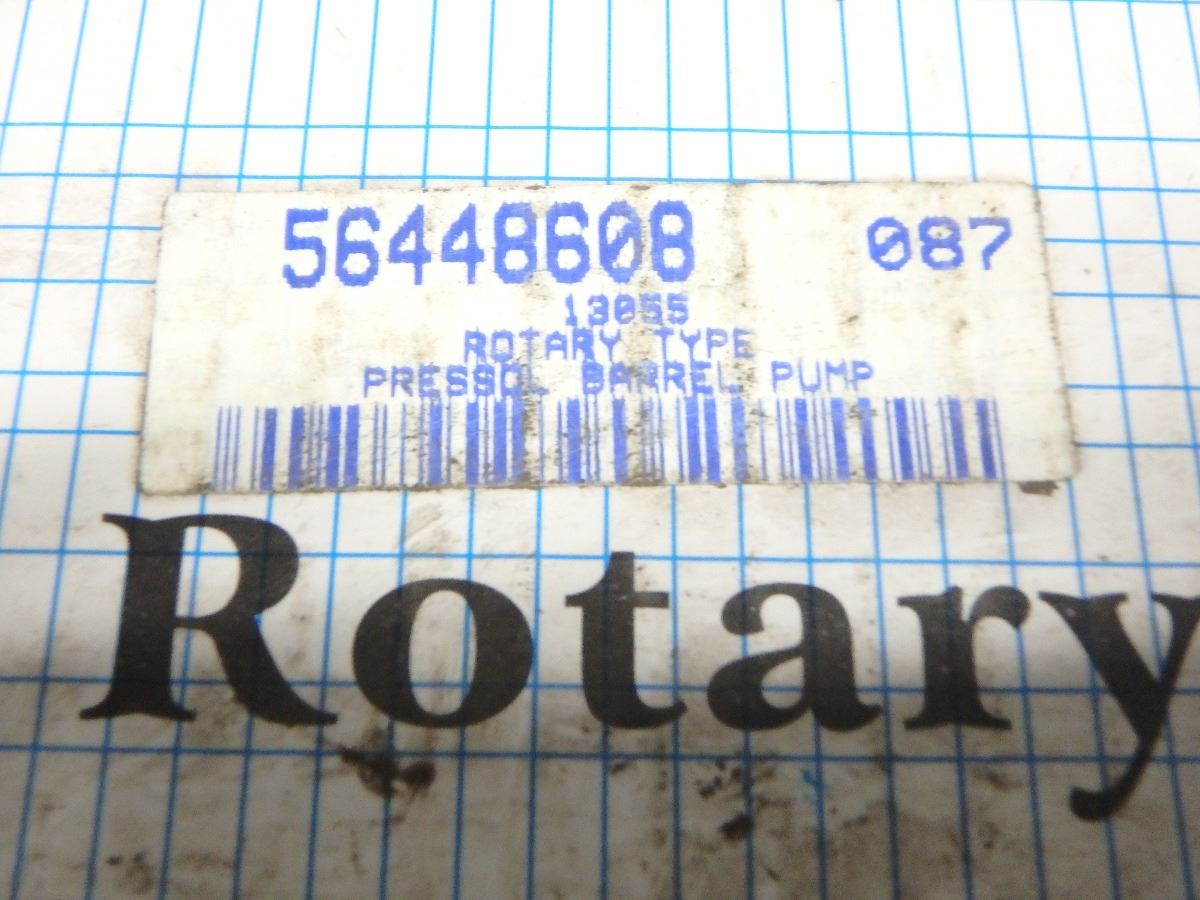 56448608 087
13055
ROTARY TYPE
PRESSOL BARREL PUMP
Rotary